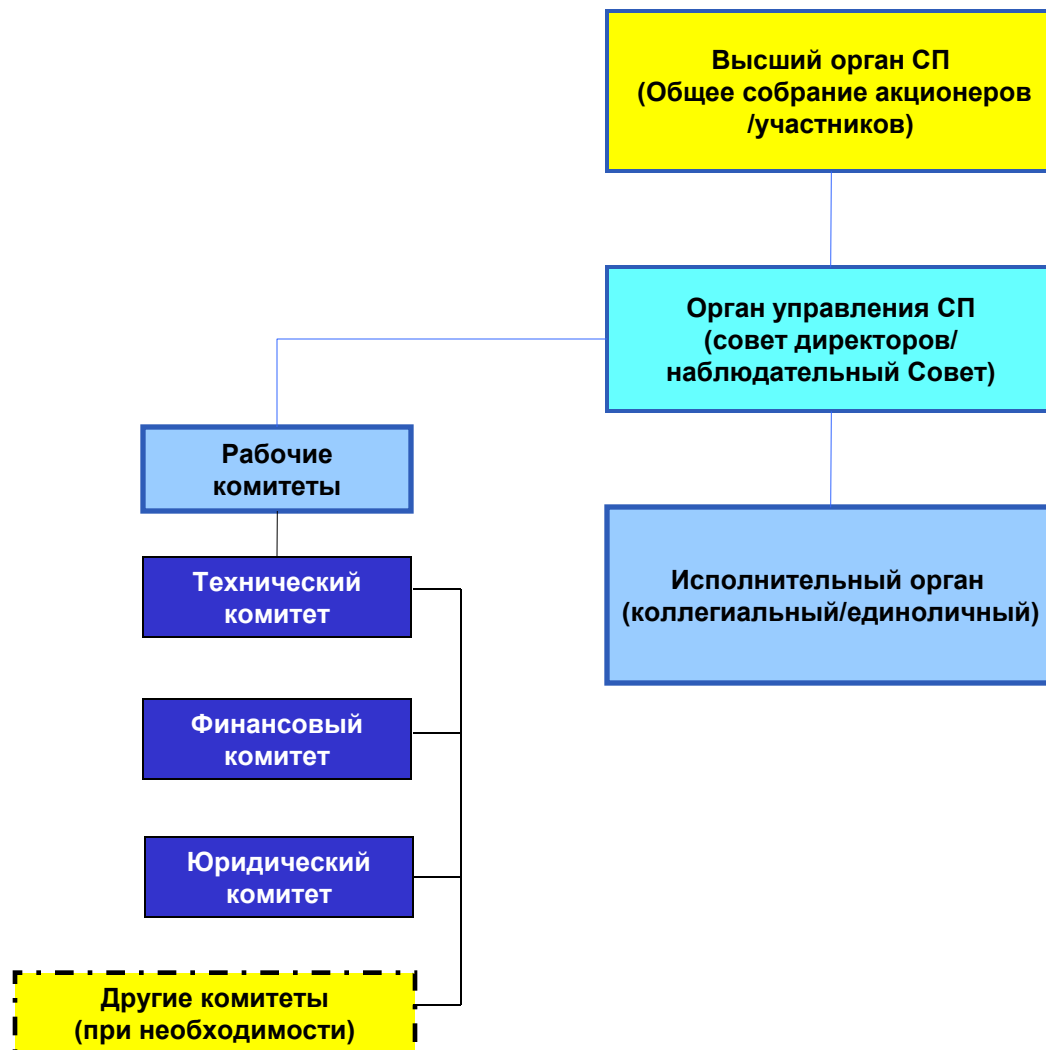 Высший орган СП
(Общее собрание акционеров
/участников)
Орган управления СП
(совет директоров/
наблюдательный Совет)
Рабочие
комитеты
Исполнительный орган
(коллегиальный/единоличный)
Технический
комитет
Финансовый
комитет
Юридический
комитет
Другие комитеты
(при необходимости)